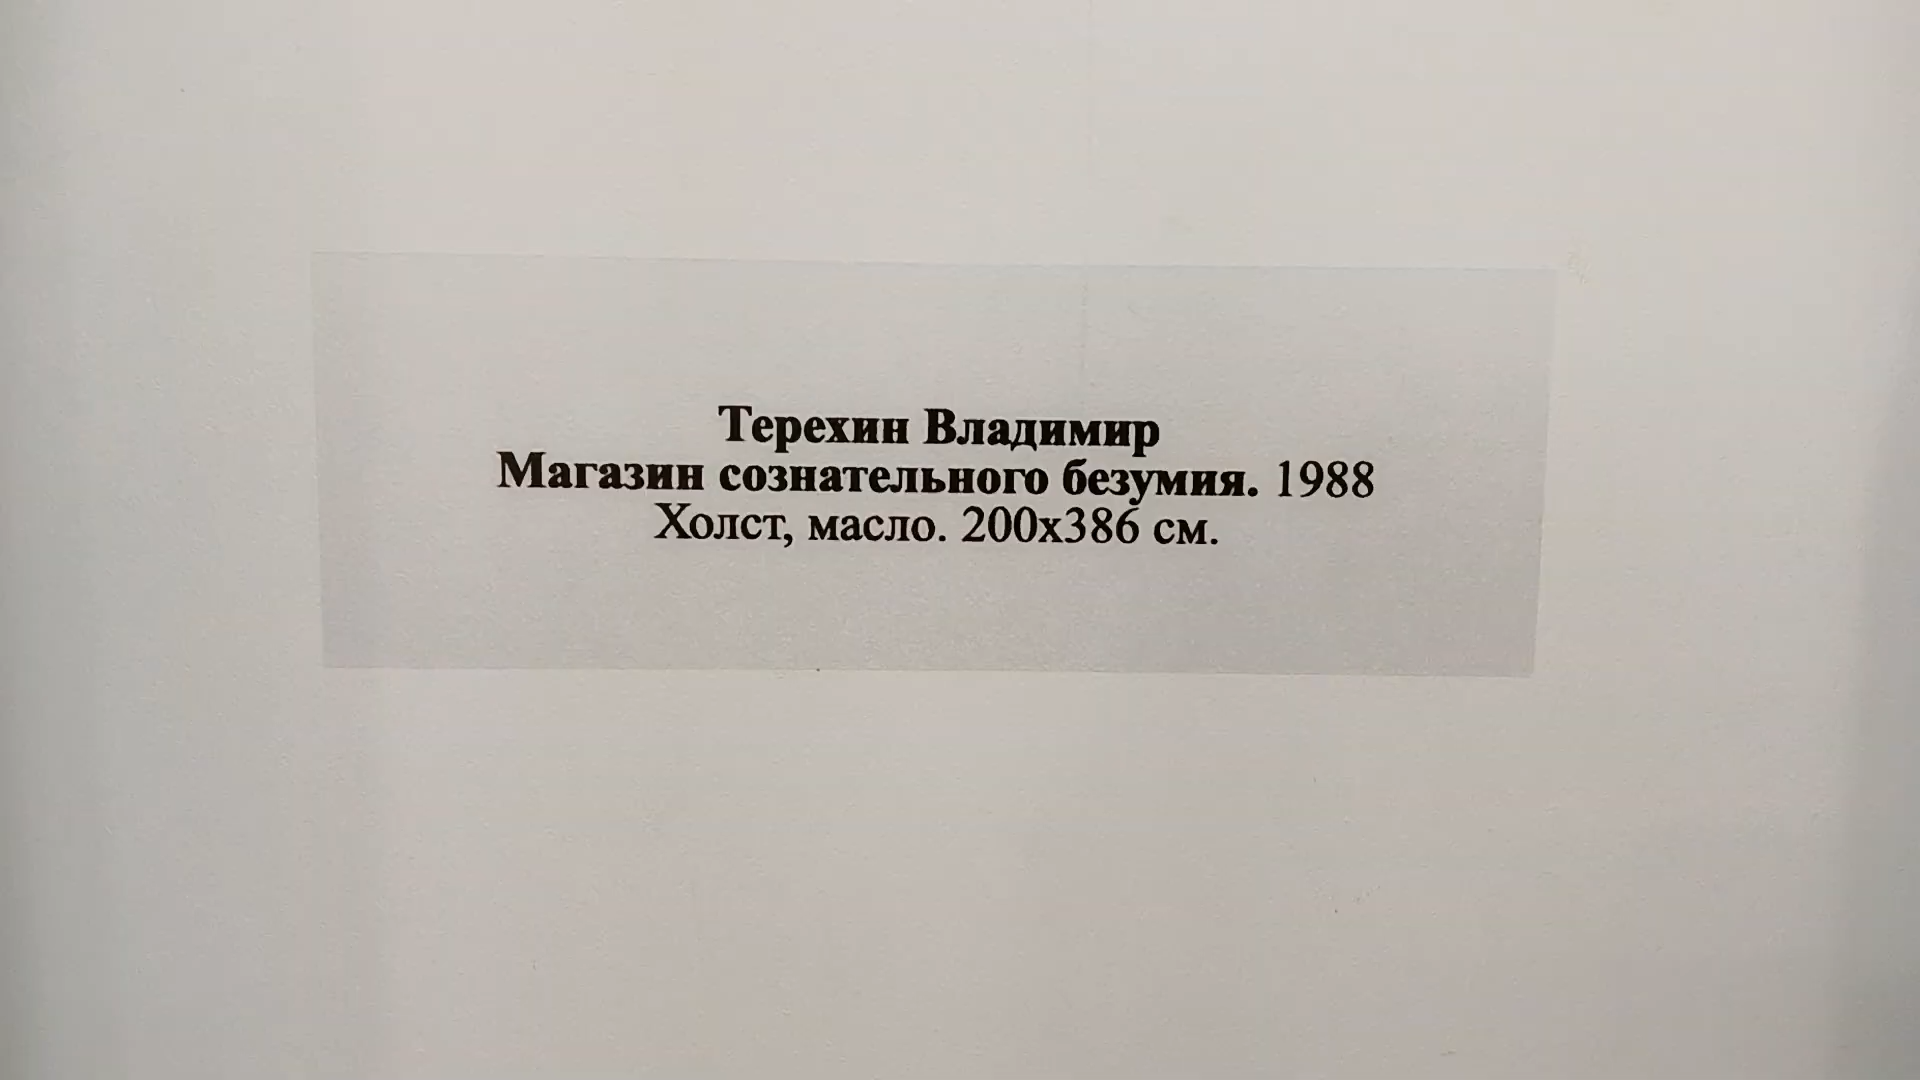 Терехин Владимир
Магазин сознательного безумия. 1988
Холст, масло. 200х386 см.